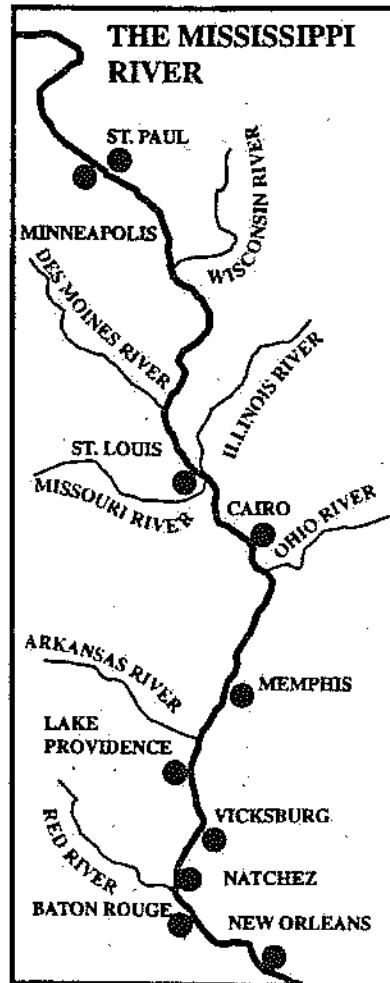 THE MISSISSIPPI
RIVER
ST. PAUL
MINNEAPOLIS
WISCONSIN RIVER
DES MOINES RIVER
ILLINOIS RIVER
ST. LOUIS
MISSOURI RIVER
CAIRO
OHIO RIVER
ARKANSAS RIVER
MEMPHIS
LAKE
PROVIDENCE
VICKSBURG
RED RIVER
NATCHEZ
BATON ROUGE
NEW ORLEANS